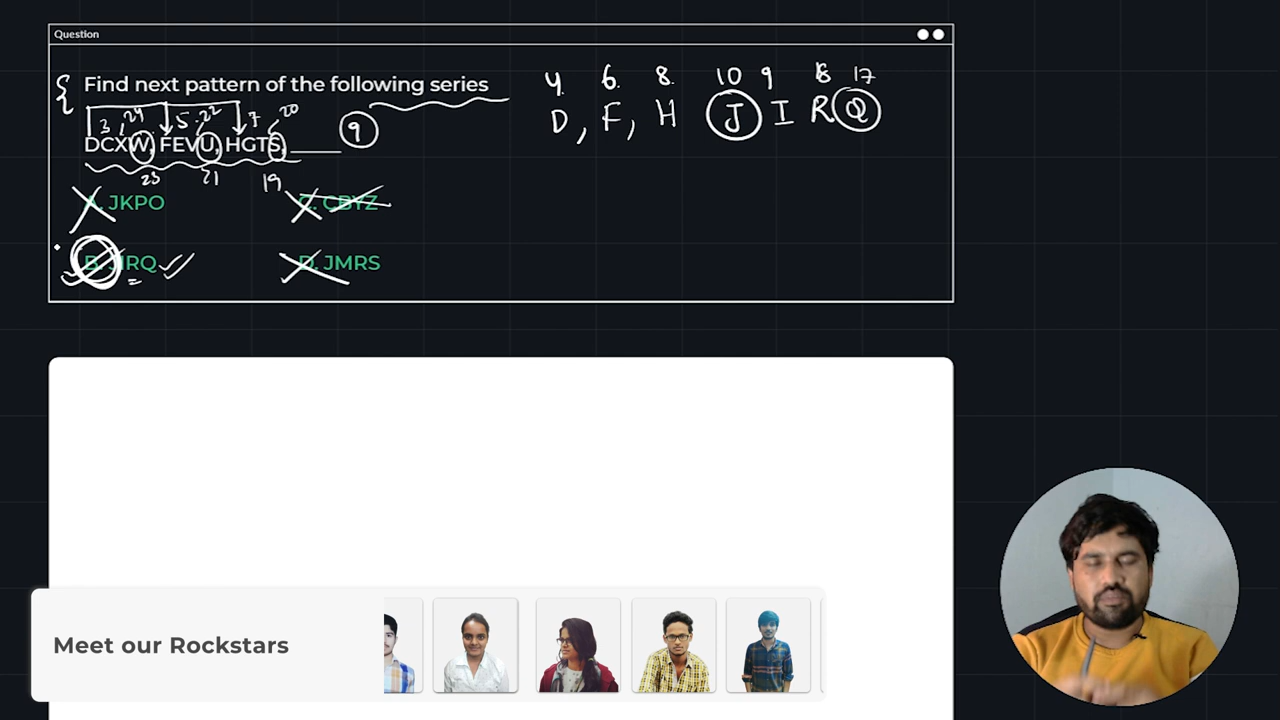 Question
Find next pattern of the following series
4. 6. 8. 10 9 18 17
D, F, H J I R Q
3 24 5 22 7 20
DCXW, FEVU, HGTS, _____ 9
23 21 19
A. JKPO C. CBYZ
B. JIRQ D. JMRS
Meet our Rockstars